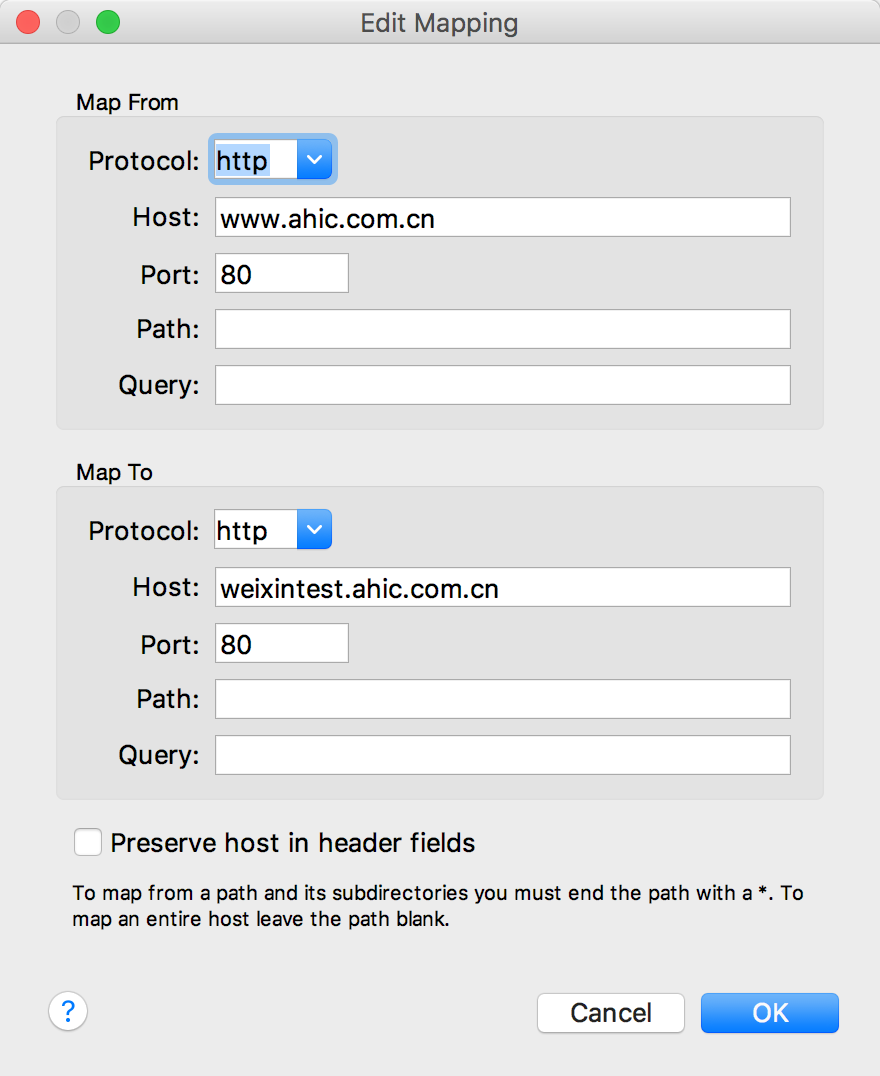 Edit Mapping
Map From
Protocol: http
Host: www.ahic.com.cn
Port: 80
Path:
Query:
Map To
Protocol: http
Host: weixintest.ahic.com.cn
Port: 80
Path:
Query:
Preserve host in header fields
To map from a path and its subdirectories you must end the path with a *. To
map an entire host leave the path blank.
? Cancel OK